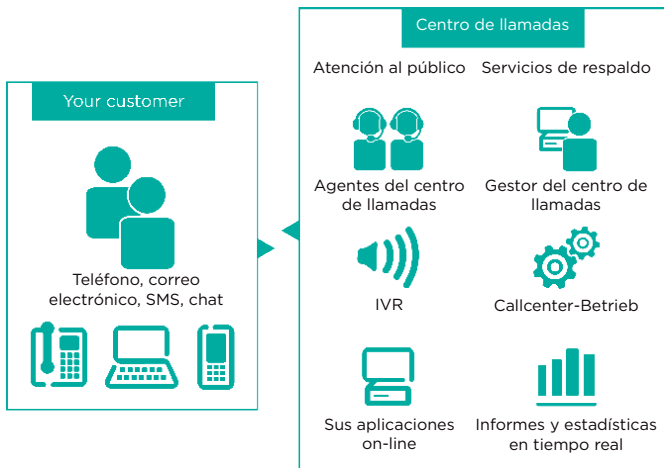 Your customer
Teléfono, correo
electrónico, SMS, chat
Centro de llamadas
Atención al público
Servicios de respaldo
Agentes del centro
de llamadas
Gestor del centro de
llamadas
IVR
Callcenter-Betrieb
Sus aplicaciones
on-line
Informes y estadísticas
en tiempo real